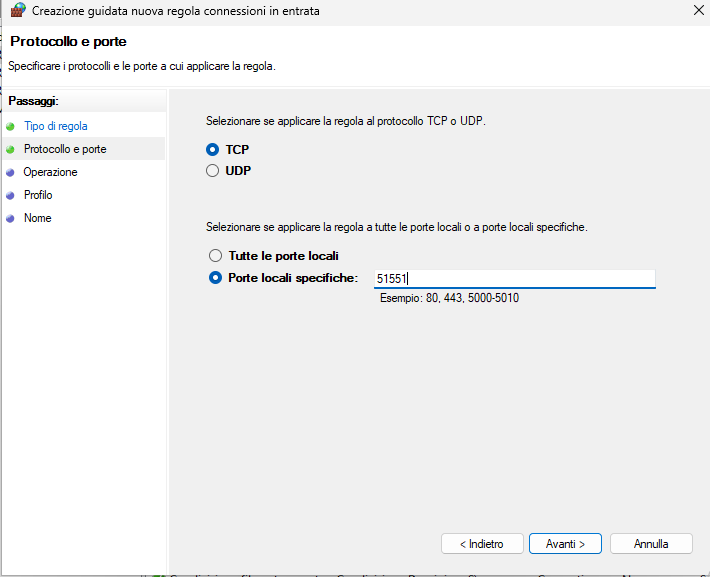 Creazione guidata nuova regola connessioni in entrata
Protocollo e porte
Specificare i protocolli e le porte a cui applicare la regola.
Passaggi:
Tipo di regola
Protocollo e porte
Operazione
Profilo
Nome
Selezionare se applicare la regola al protocollo TCP o UDP.
TCP
UDP
Selezionare se applicare la regola a tutte le porte locali o a porte locali specifiche.
Tutte le porte locali
Porte locali specifiche: 51551
Esempio: 80, 443, 5000-5010
< Indietro Avanti > Annulla